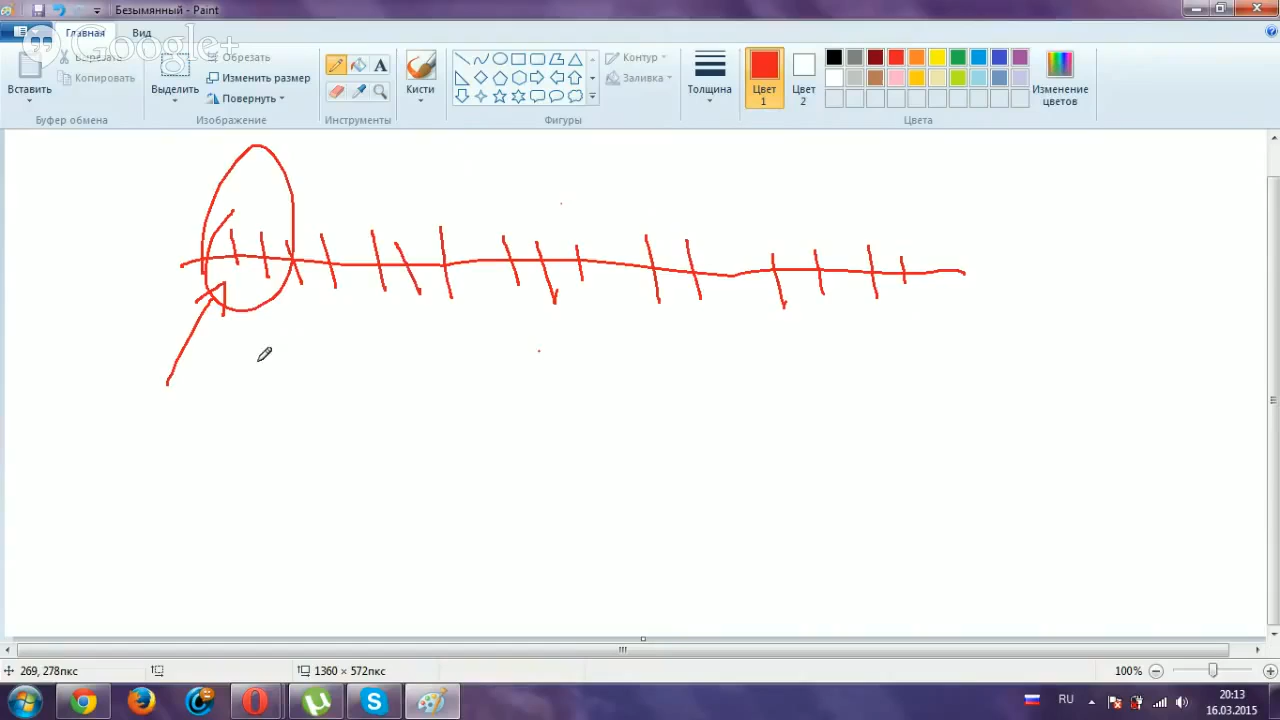 Безымянный - Paint
Google+
Главная
Вид
Вставить
Вырезать
Копировать
Буфер обмена
Выделить
Обрезать
Изменить размер
Повернуть
Изображение
A
Инструменты
Кисти
Контур
Заливка
Фигуры
Толщина
Цвет 1
Цвет 2
Изменение цветов
Цвета
269, 278пкс
1360 × 572пкс
100%
RU
20:13
16.03.2015